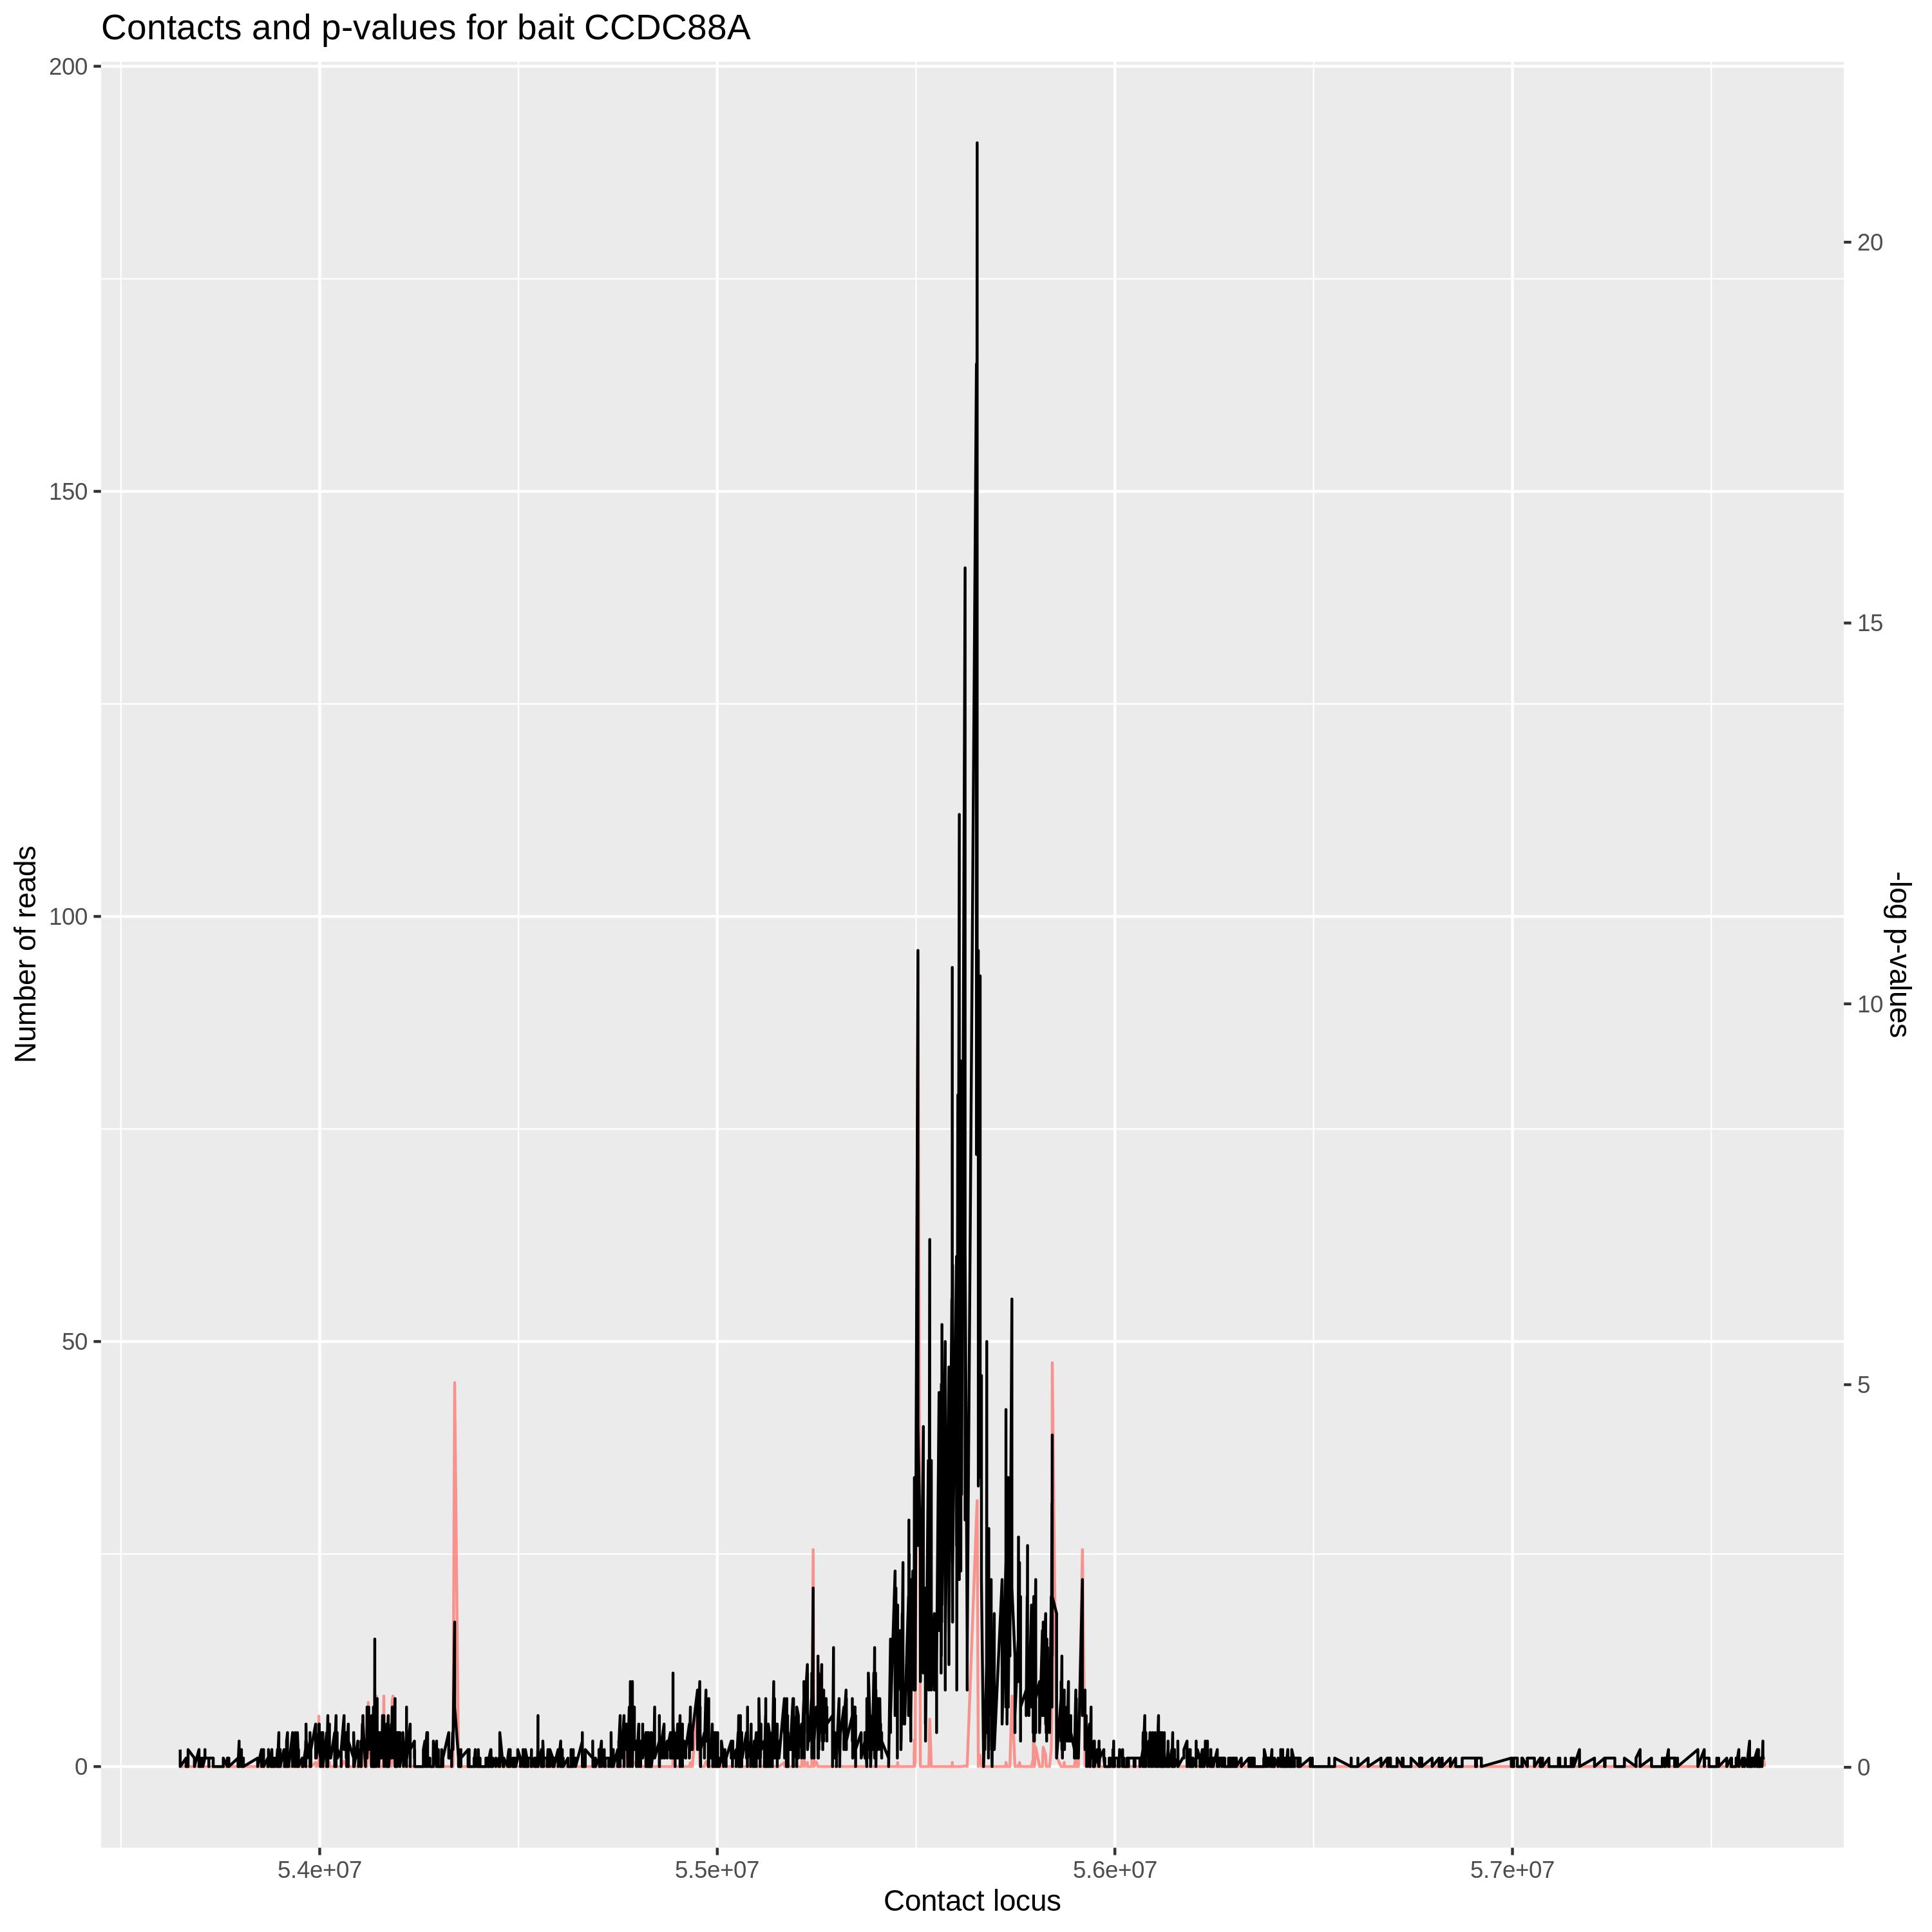 Contacts and p-values for bait CCDC88A
200
150
100
50
0
Number of reads
20
15
10
5
0
-log p-values
5.4e+07 5.5e+07 5.6e+07 5.7e+07
Contact locus